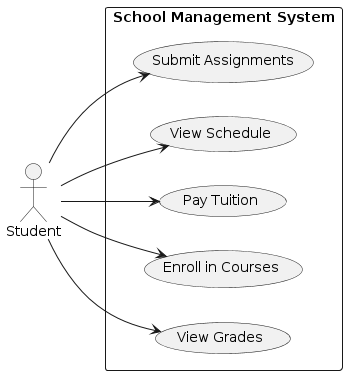 School Management System
Submit Assignments
View Schedule
Pay Tuition
Student
Enroll in Courses
View Grades